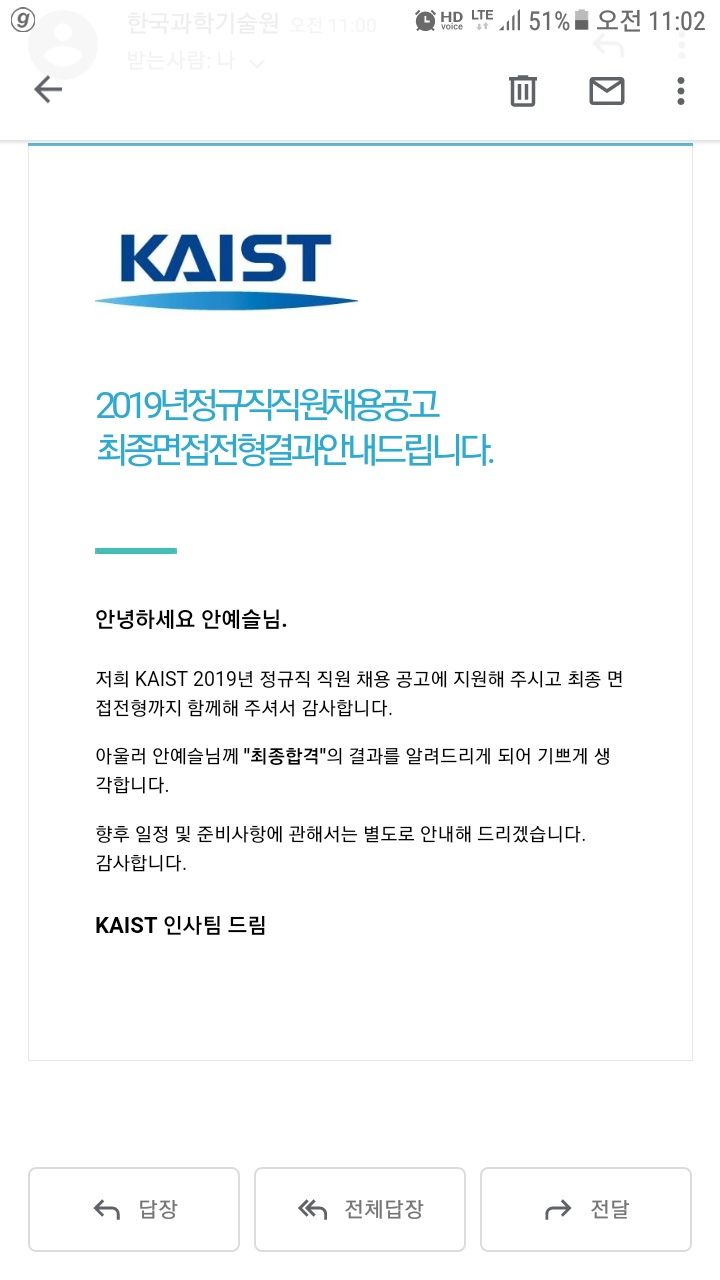 g HD voice LTE 51% 오전 11:02
한국과학기술원 오전 11:00
받는사람: 나
KAIST
2019년정규직직원채용공고
최종면접전형결과안내드립니다.
안녕하세요 안예슬님.
저희 KAIST 2019년 정규직 직원 채용 공고에 지원해 주시고 최종 면
접전형까지 함께해 주셔서 감사합니다.
아울러 안예슬님께 "최종합격"의 결과를 알려드리게 되어 기쁘게 생
각합니다.
향후 일정 및 준비사항에 관해서는 별도로 안내해 드리겠습니다.
감사합니다.
KAIST 인사팀 드림
답장 전체답장 전달